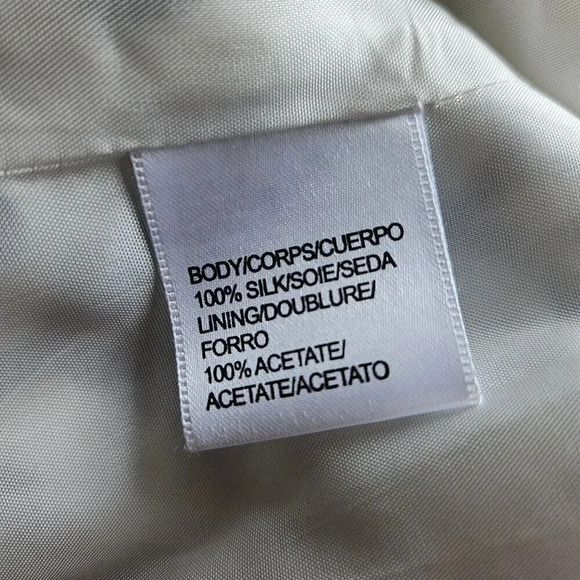 BODY/CORPS/CUERPO
100% SILK/SOIE/SEDA
LINING/DOUBLURE/
FORRO
100% ACETATE/
ACETATE/ACETATO